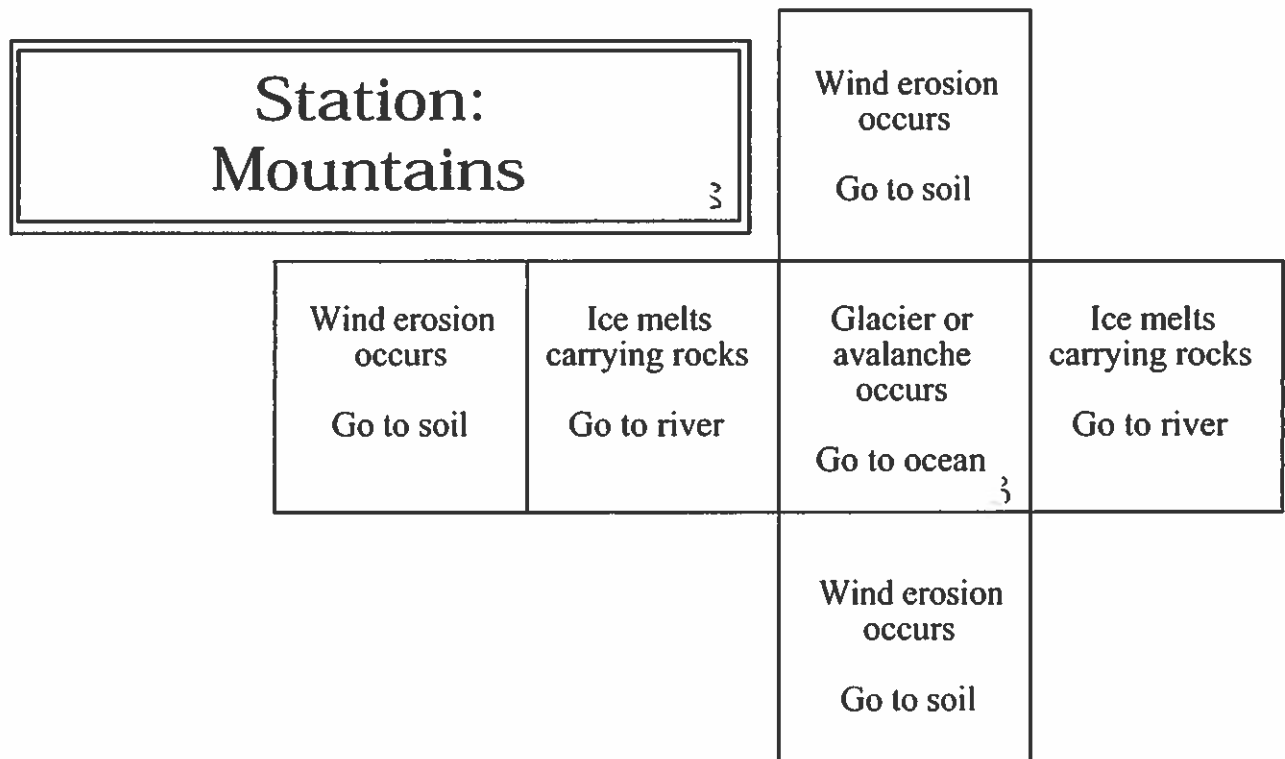 Station:
Mountains
3
Wind erosion
occurs
Go to soil
Wind erosion
occurs
Go to soil
Ice melts
carrying rocks
Go to river
Glacier or
avalanche
occurs
Go to ocean
3
Ice melts
carrying rocks
Go to river
Wind erosion
occurs
Go to soil